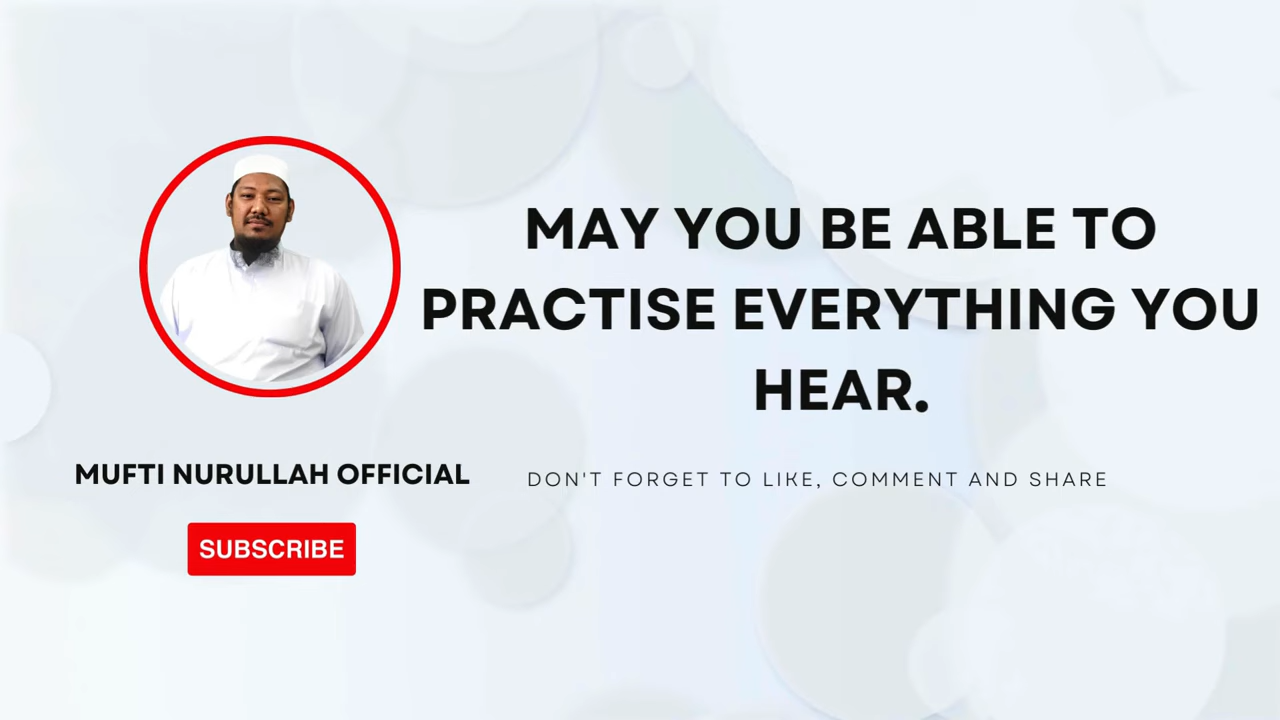 MAY YOU BE ABLE TO
PRACTISE EVERYTHING YOU
HEAR.
MUFTI NURULLAH OFFICIAL
DON'T FORGET TO LIKE, COMMENT AND SHARE
SUBSCRIBE